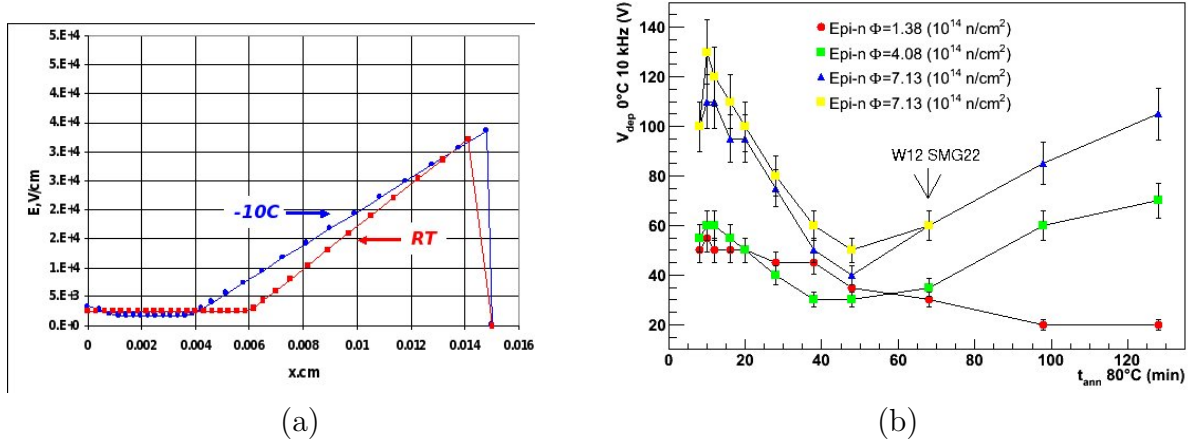 5.E+4
5.E+4
4.E+4
4.E+4
3.E+4
3.E+4
2.E+4
2.E+4
1.E+4
5.E+3
0.E+0
E,V/cm
-10C
RT
0 0.002 0.004 0.006 0.008 0.01 0.012 0.014 0.016
x.cm
(a)
V_dep 0°C 10 kHz (V)
140
120
100
80
60
40
20
Epi-n Φ=1.38 (10^14 n/cm^2)
Epi-n Φ=4.08 (10^14 n/cm^2)
Epi-n Φ=7.13 (10^14 n/cm^2)
Epi-n Φ=7.13 (10^14 n/cm^2)
W12 SMG22
0 20 40 60 80 100 120
t_ann 80°C (min)
(b)